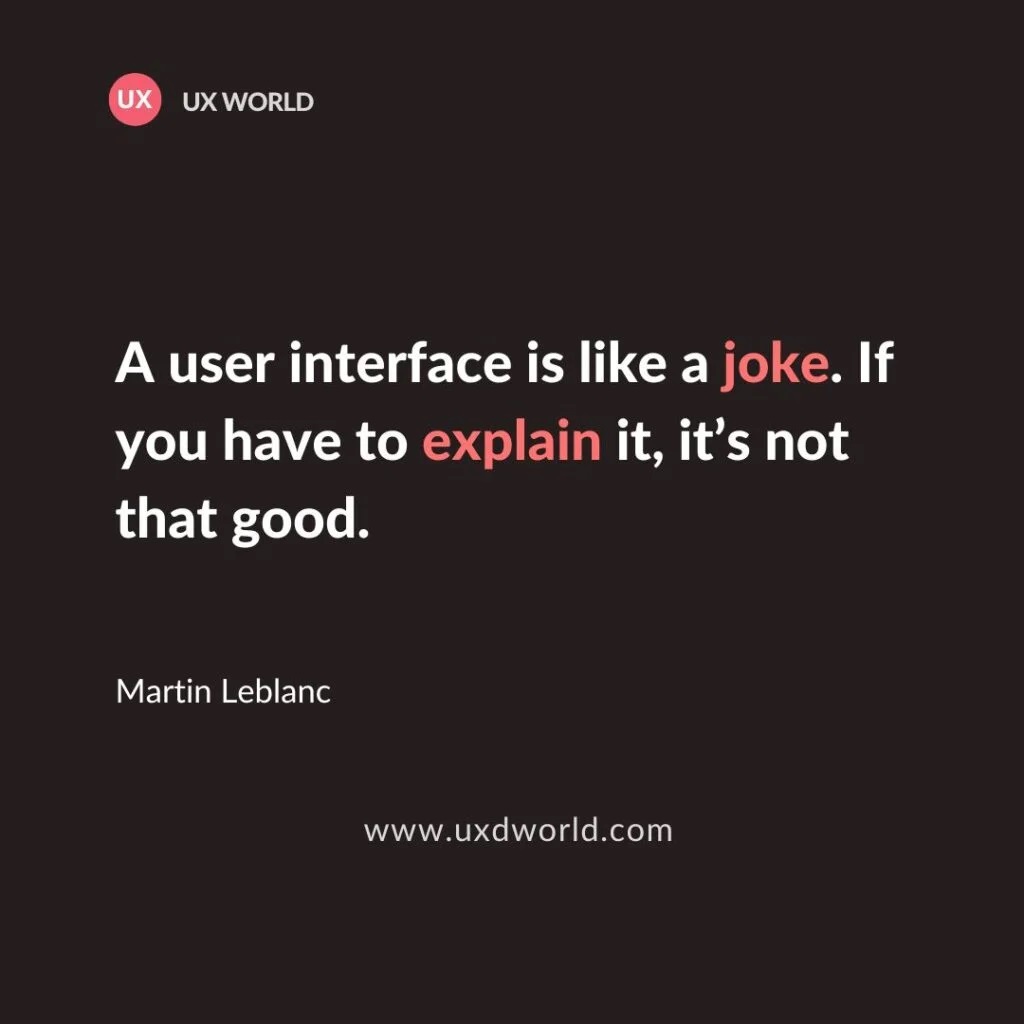 UX UX WORLD
A user interface is like a joke. If
you have to explain it, it’s not
that good.
Martin Leblanc
www.uxdworld.com